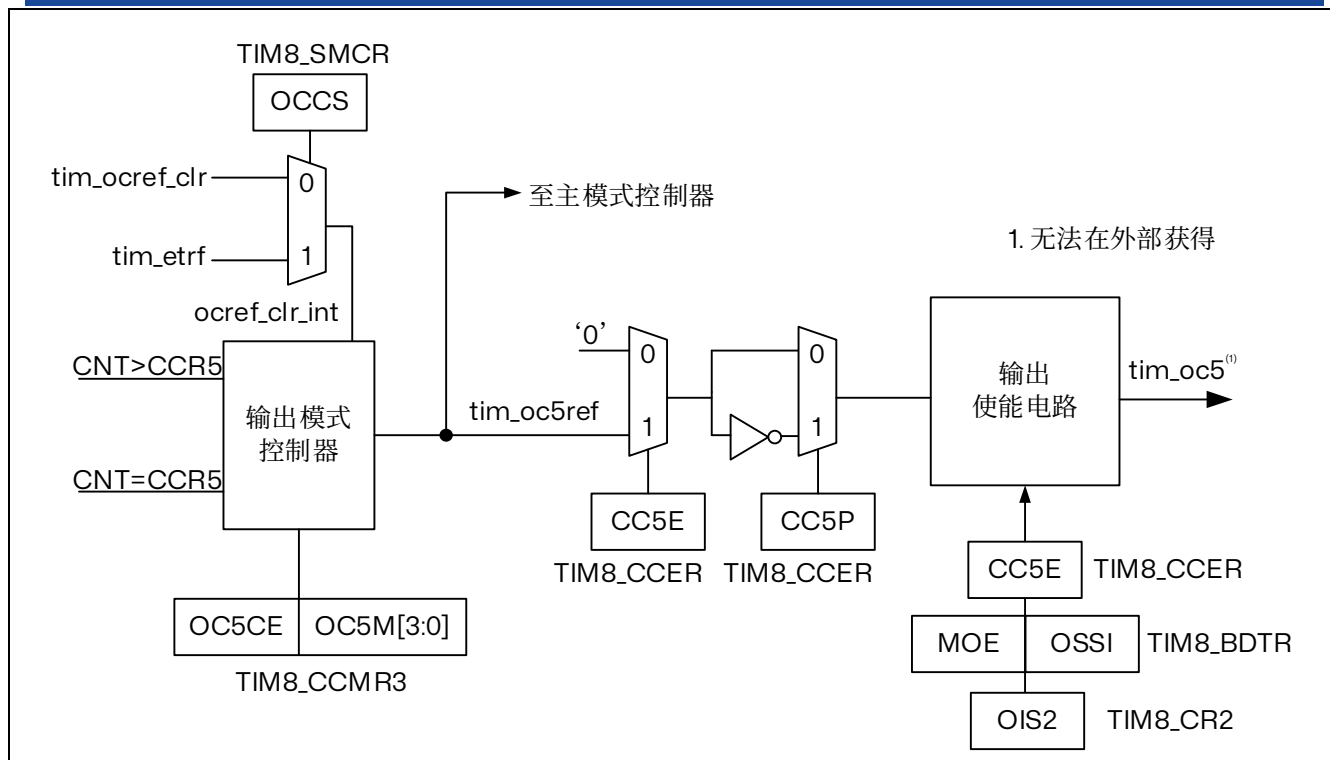 TIM8_SMCR
OCCS
tim_ocref_clr
0
至主模式控制器
tim_etrf
1
1. 无法在外部获得
ocref_clr_int
CNT>CCR5
输出模式
控制器
CNT=CCR5
tim_oc5ref
‘0’
0
1
0
1
输出
使能电路
tim_oc5⁽¹⁾
CC5E
TIM8_CCER
CC5P
TIM8_CCER
CC5E
TIM8_CCER
MOE
OSSI
TIM8_BDTR
OIS2
TIM8_CR2
OC5CE
OC5M[3:0]
TIM8_CCMR3